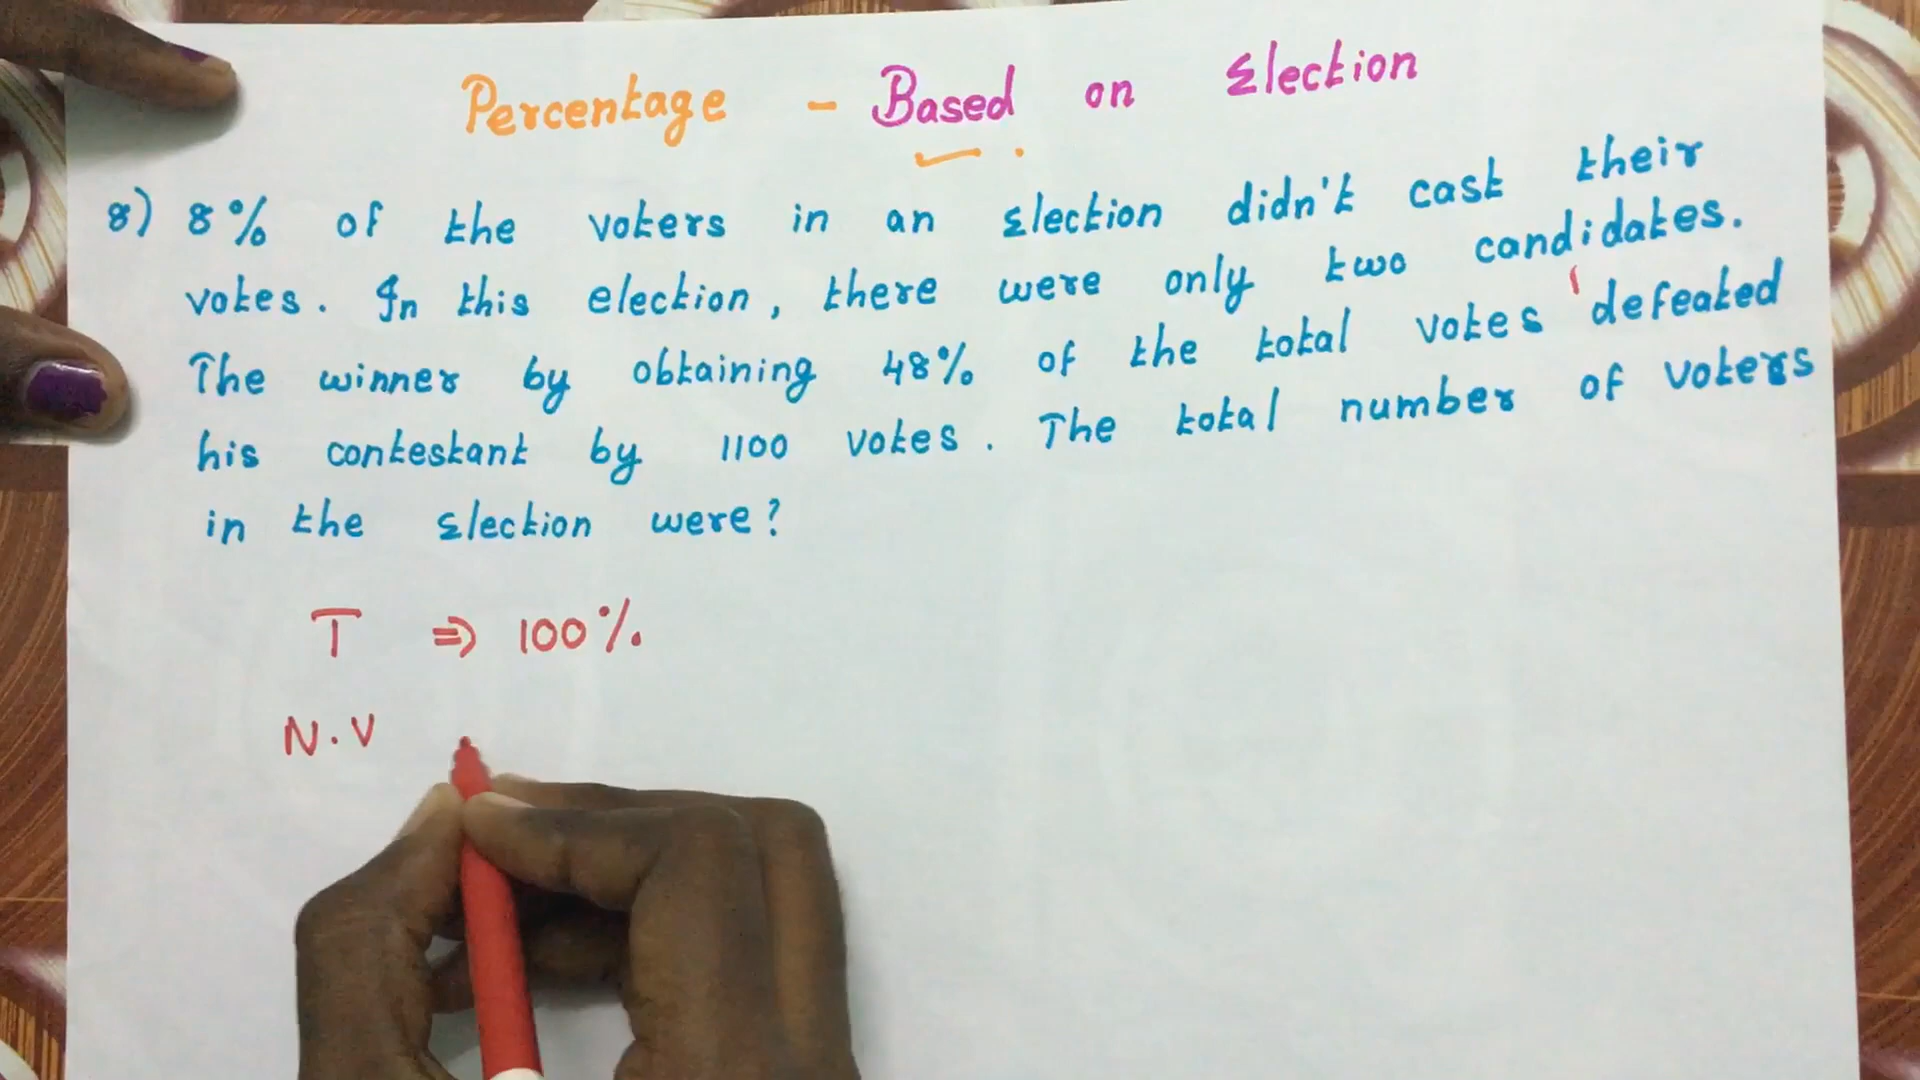 Percentage - Based on Election
8) 8% of the voters in an Election didn't cast their
votes. In this election, there were only two candidates.
The winner by obtaining 48% of the total votes defeated
his contestant by 1100 votes. The total number of voters
in the Election were?
T ⇒ 100%
N.V